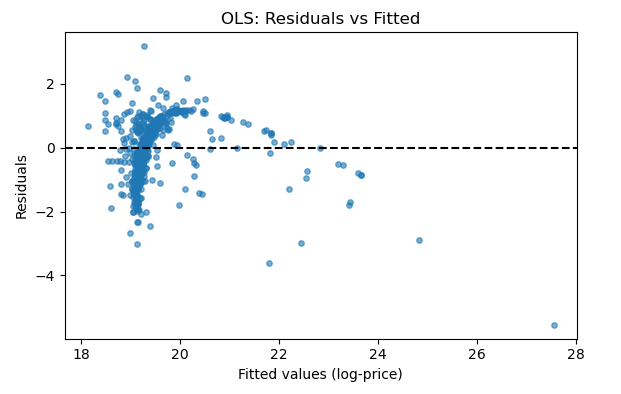 OLS: Residuals vs Fitted
Residuals
2
0
−2
−4
18 20 22 24 26 28
Fitted values (log-price)